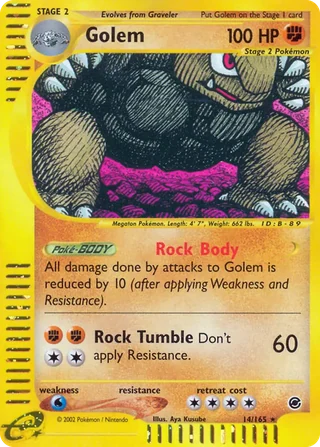 STAGE 2 Evolves from Graveler Put Golem on the Stage 1 card
Golem 100 HP
Stage 2 Pokémon
Megaton Pokémon. Length: 4' 7", Weight: 662 lbs. ID:B-89
Poké-BODY Rock Body
All damage done by attacks to Golem is
reduced by 10 (after applying Weakness and
Resistance).
Rock Tumble Don't 60
apply Resistance.
weakness resistance retreat cost
e ©2002 Pokémon / Nintendo Illus. Aya Kusube 14/165 ★